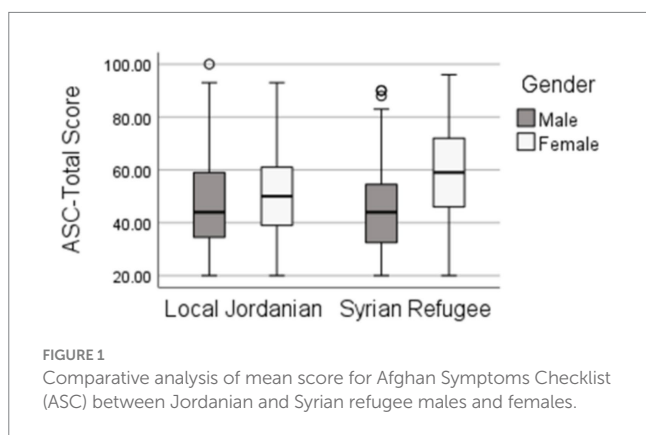 100.00
80.00
60.00
40.00
20.00
ASC-Total Score
Local Jordanian
Syrian Refugee
Gender
Male
Female
FIGURE 1
Comparative analysis of mean score for Afghan Symptoms Checklist
(ASC) between Jordanian and Syrian refugee males and females.